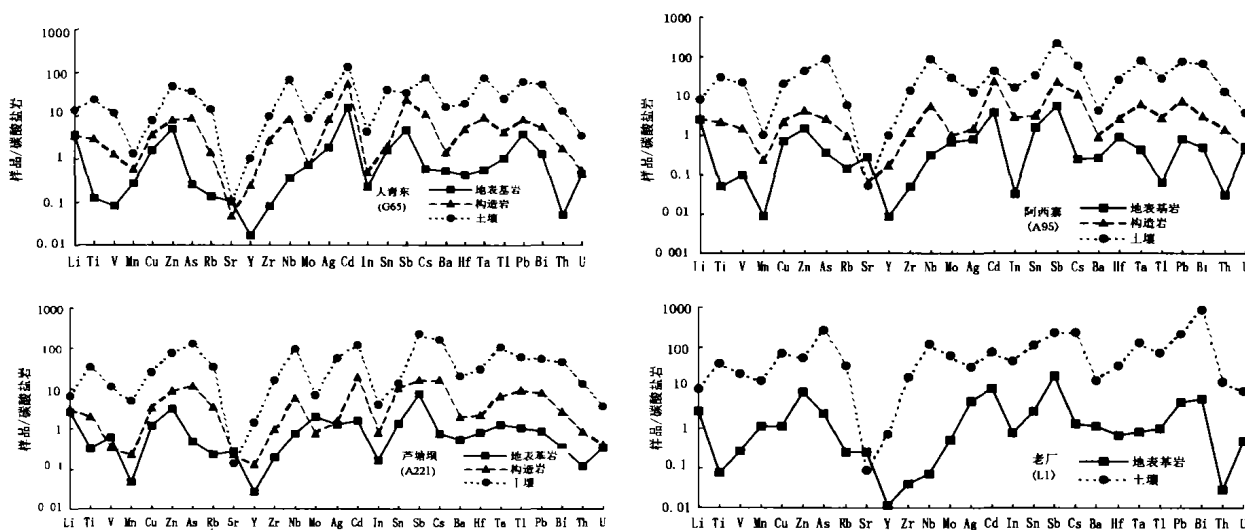 样品/碳酸盐岩
1000
100
10
1
0.1
0.01
(G65)
地表基岩
构造岩
土壤
Li Ti V Mn Cu Zn As Rb Sr Y Zr Nb Mo Ag Cd In Sn Sb Cs Ba Hf Ta Tl Pb Bi Th U
样品/碳酸盐岩
1000
100
10
1
0.1
0.01
0.001
阿西寨
(A95)
地表基岩
构造岩
土壤
Li Ti V Mn Cu Zn As Rb Sr Y Zr Nb Mo Ag Cd In Sn Sb Cs Ba Hf Ta Tl Pb Bi Th U
样品/碳酸盐岩
1000
100
10
1
0.1
0.01
芦塘坝
(A221)
地表基岩
构造岩
土壤
Li Ti V Mn Cu Zn As Rb Sr Y Zr Nb Mo Ag Cd In Sn Sb Cs Ba Hf Ta Tl Pb Bi Th U
样品/碳酸盐岩
1000
100
10
1
0.1
0.01
老厂
(L1)
地表基岩
土壤
Li Ti V Mn Cu Zn As Rb Sr Y Zr Nb Mo Ag Cd In Sn Sb Cs Ba Hf Ta Tl Pb Bi Th U